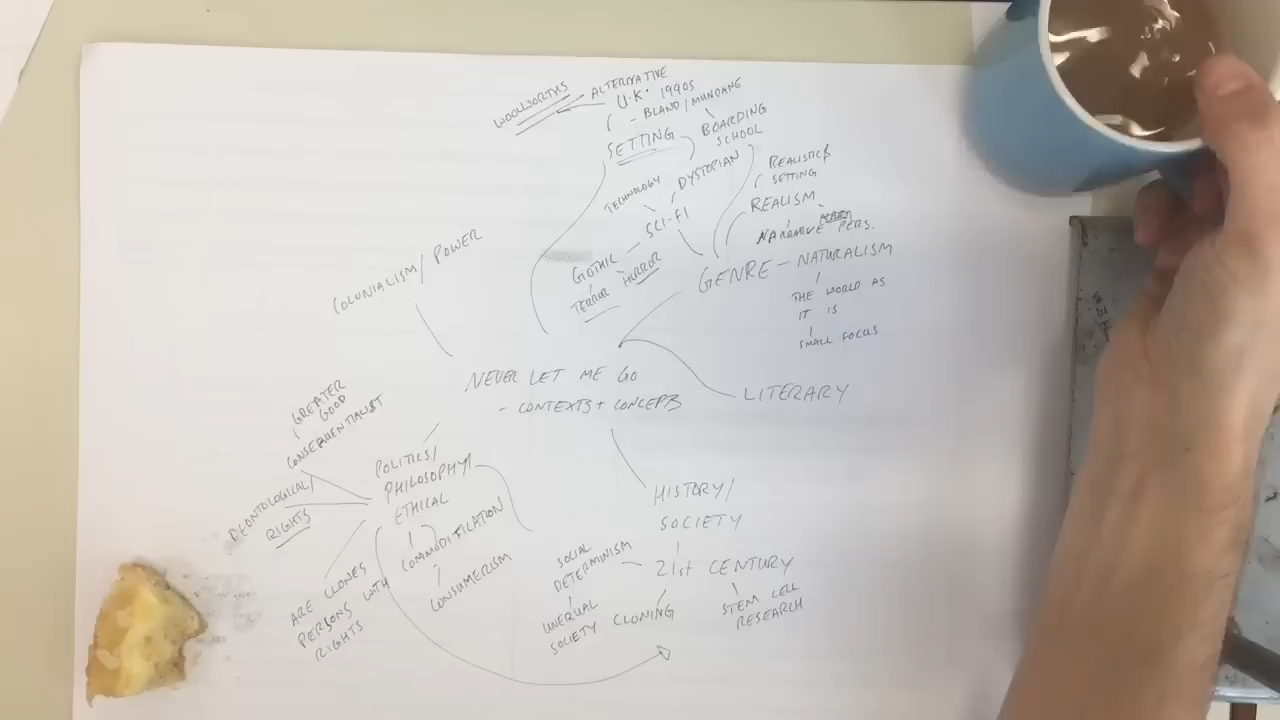 WOOLWORTHS
ALTERNATIVE
U.K. 1990S
- BLAND/MUNDANE
SETTING
BOARDING
SCHOOL
TECHNOLOGY
DYSTOPIAN
SCI-FI
GOTHIC
TERROR
HORROR
REALISTIC
SETTING
REALISM
NARRATIVE PERS.
GENRE - NATURALISM
THE WORLD AS
IT IS
SMALL FOCUS
COLONIALISM/POWER
NEVER LET ME GO
- CONTEXTS + CONCEPTS
LITERARY
GREATER
GOOD
CONSEQUENTIALIST
DEONTOLOGICAL/
RIGHTS
POLITICS/
PHILOSOPHY/
ETHICAL
COMMODIFICATION
CONSUMERISM
ARE CLONES
PERSONS WITH
RIGHTS
HISTORY/
SOCIETY
21st CENTURY
SOCIAL
DETERMINISM
UNEQUAL
SOCIETY
CLONING
STEM CELL
RESEARCH